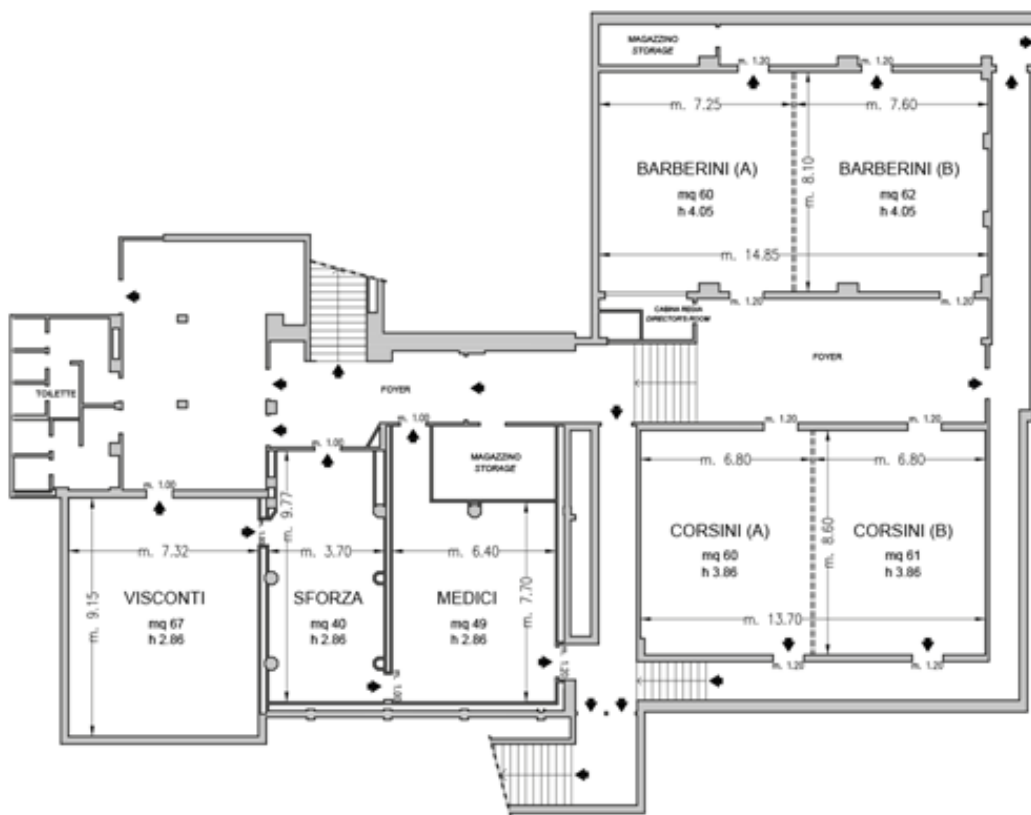 MAGAZZINO
STORAGE
m. 1.20
m. 1.20
m. 7.25
m. 7.60
BARBERINI (A)
mq 60
h 4.05
m. 8.10
BARBERINI (B)
mq 62
h 4.05
m. 14.85
m. 1.20
m. 1.20
CABINA REGIA
DIRECTOR'S ROOM
FOYER
TOILETTE
FOYER
m. 1.00
m. 1.00
m. 1.20
m. 1.20
MAGAZZINO
STORAGE
m. 6.80
m. 6.80
m. 1.00
m. 9.77
m. 7.32
m. 3.70
m. 6.40
CORSINI (A)
mq 60
h 3.86
m. 8.60
CORSINI (B)
mq 61
h 3.86
VISCONTI
mq 67
h 2.86
m. 9.15
SFORZA
mq 40
h 2.86
MEDICI
mq 49
h 2.86
m. 7.70
m. 13.70
m. 1.00
m. 1.20
m. 1.20
m. 1.20